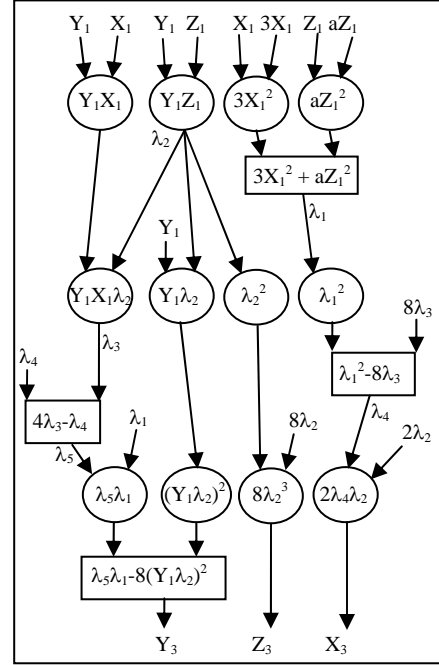 Y₁ X₁ Y₁ Z₁ X₁ 3X₁ Z₁ aZ₁
Y₁X₁ Y₁Z₁ 3X₁² aZ₁²
λ₂
3X₁² + aZ₁²
λ₁
Y₁
Y₁X₁λ₂ Y₁λ₂ λ₂² λ₁²
8λ₃
λ₃
λ₄
λ₁²-8λ₃
4λ₃-λ₄
λ₄
λ₁
8λ₂
2λ₂
λ₅
λ₅λ₁ (Y₁λ₂)² 8λ₂³ 2λ₄λ₂
λ₅λ₁-8(Y₁λ₂)²
Y₃ Z₃ X₃